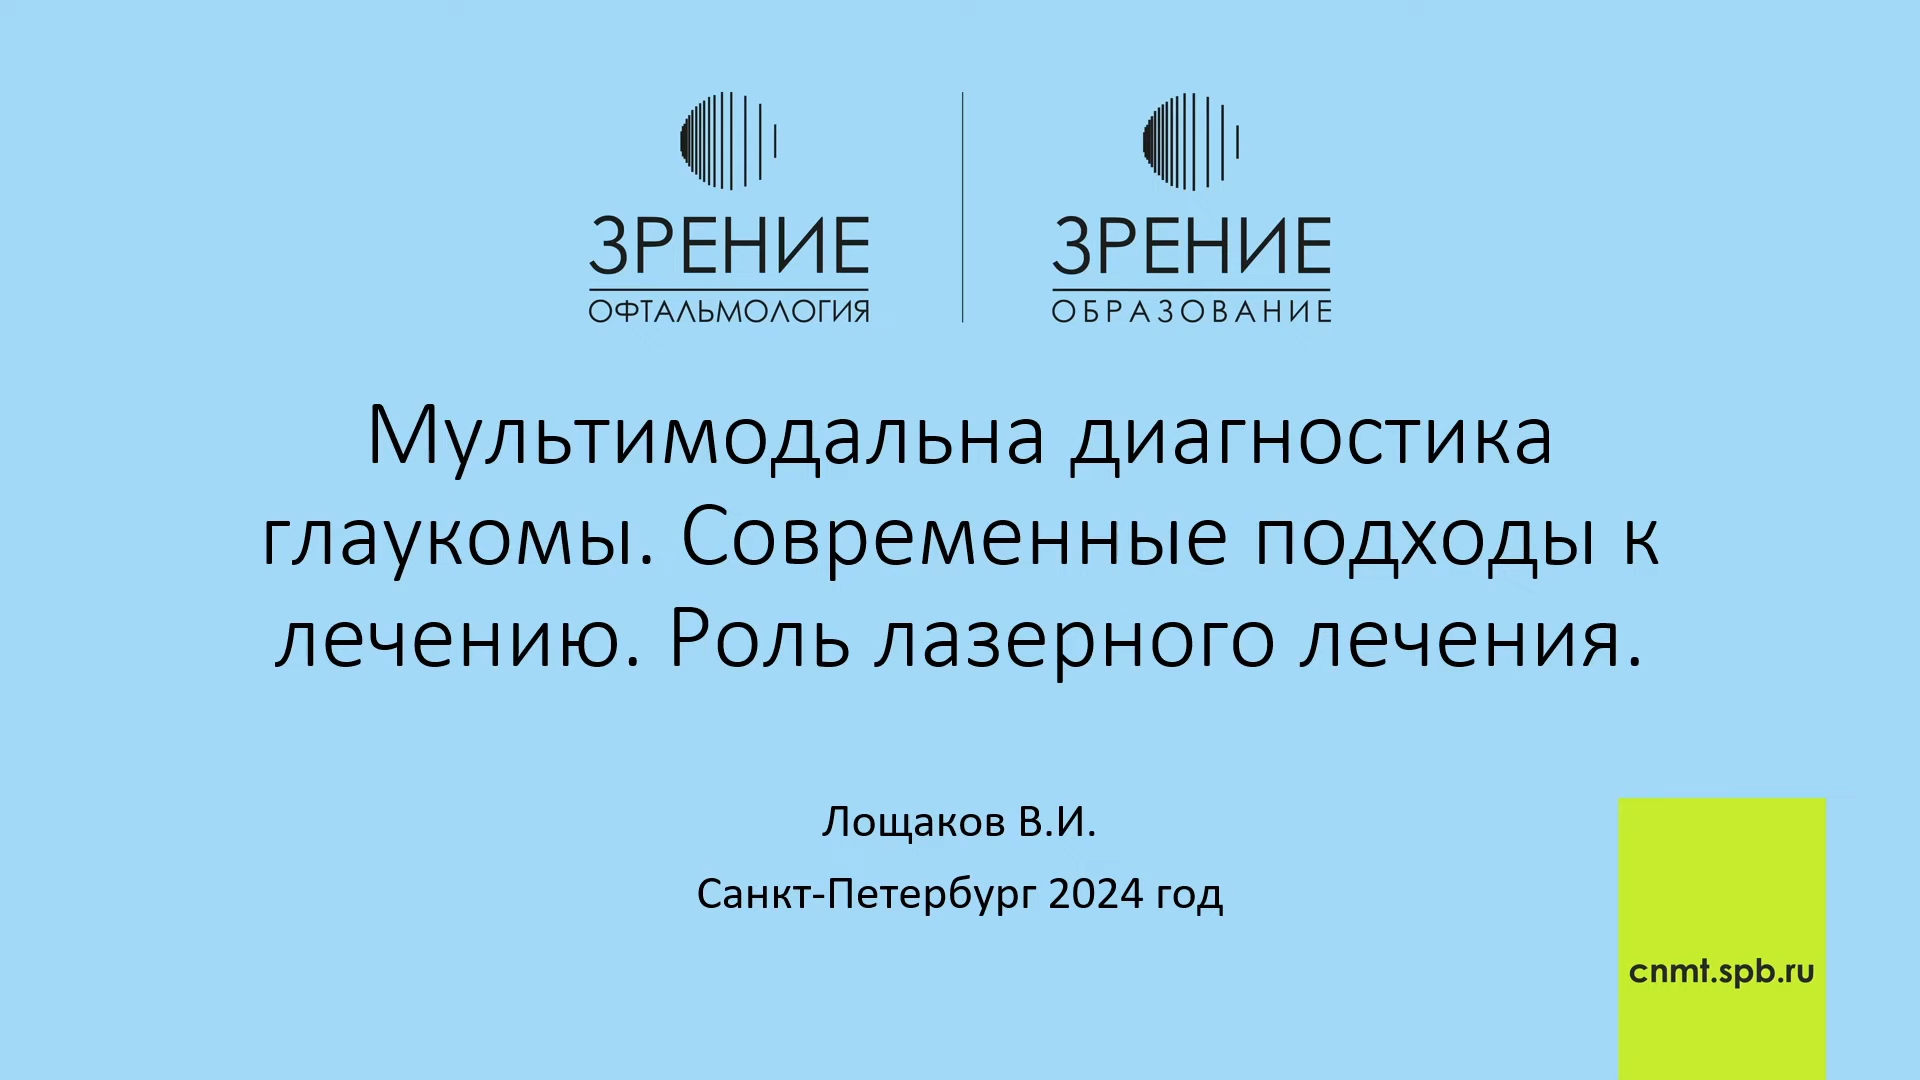 ЗРЕНИЕ
ОФТАЛЬМОЛОГИЯ
ЗРЕНИЕ
ОБРАЗОВАНИЕ
Мультимодальна диагностика
глаукомы. Современные подходы к
лечению. Роль лазерного лечения.
Лощаков В.И.
Санкт-Петербург 2024 год
cnmt.spb.ru